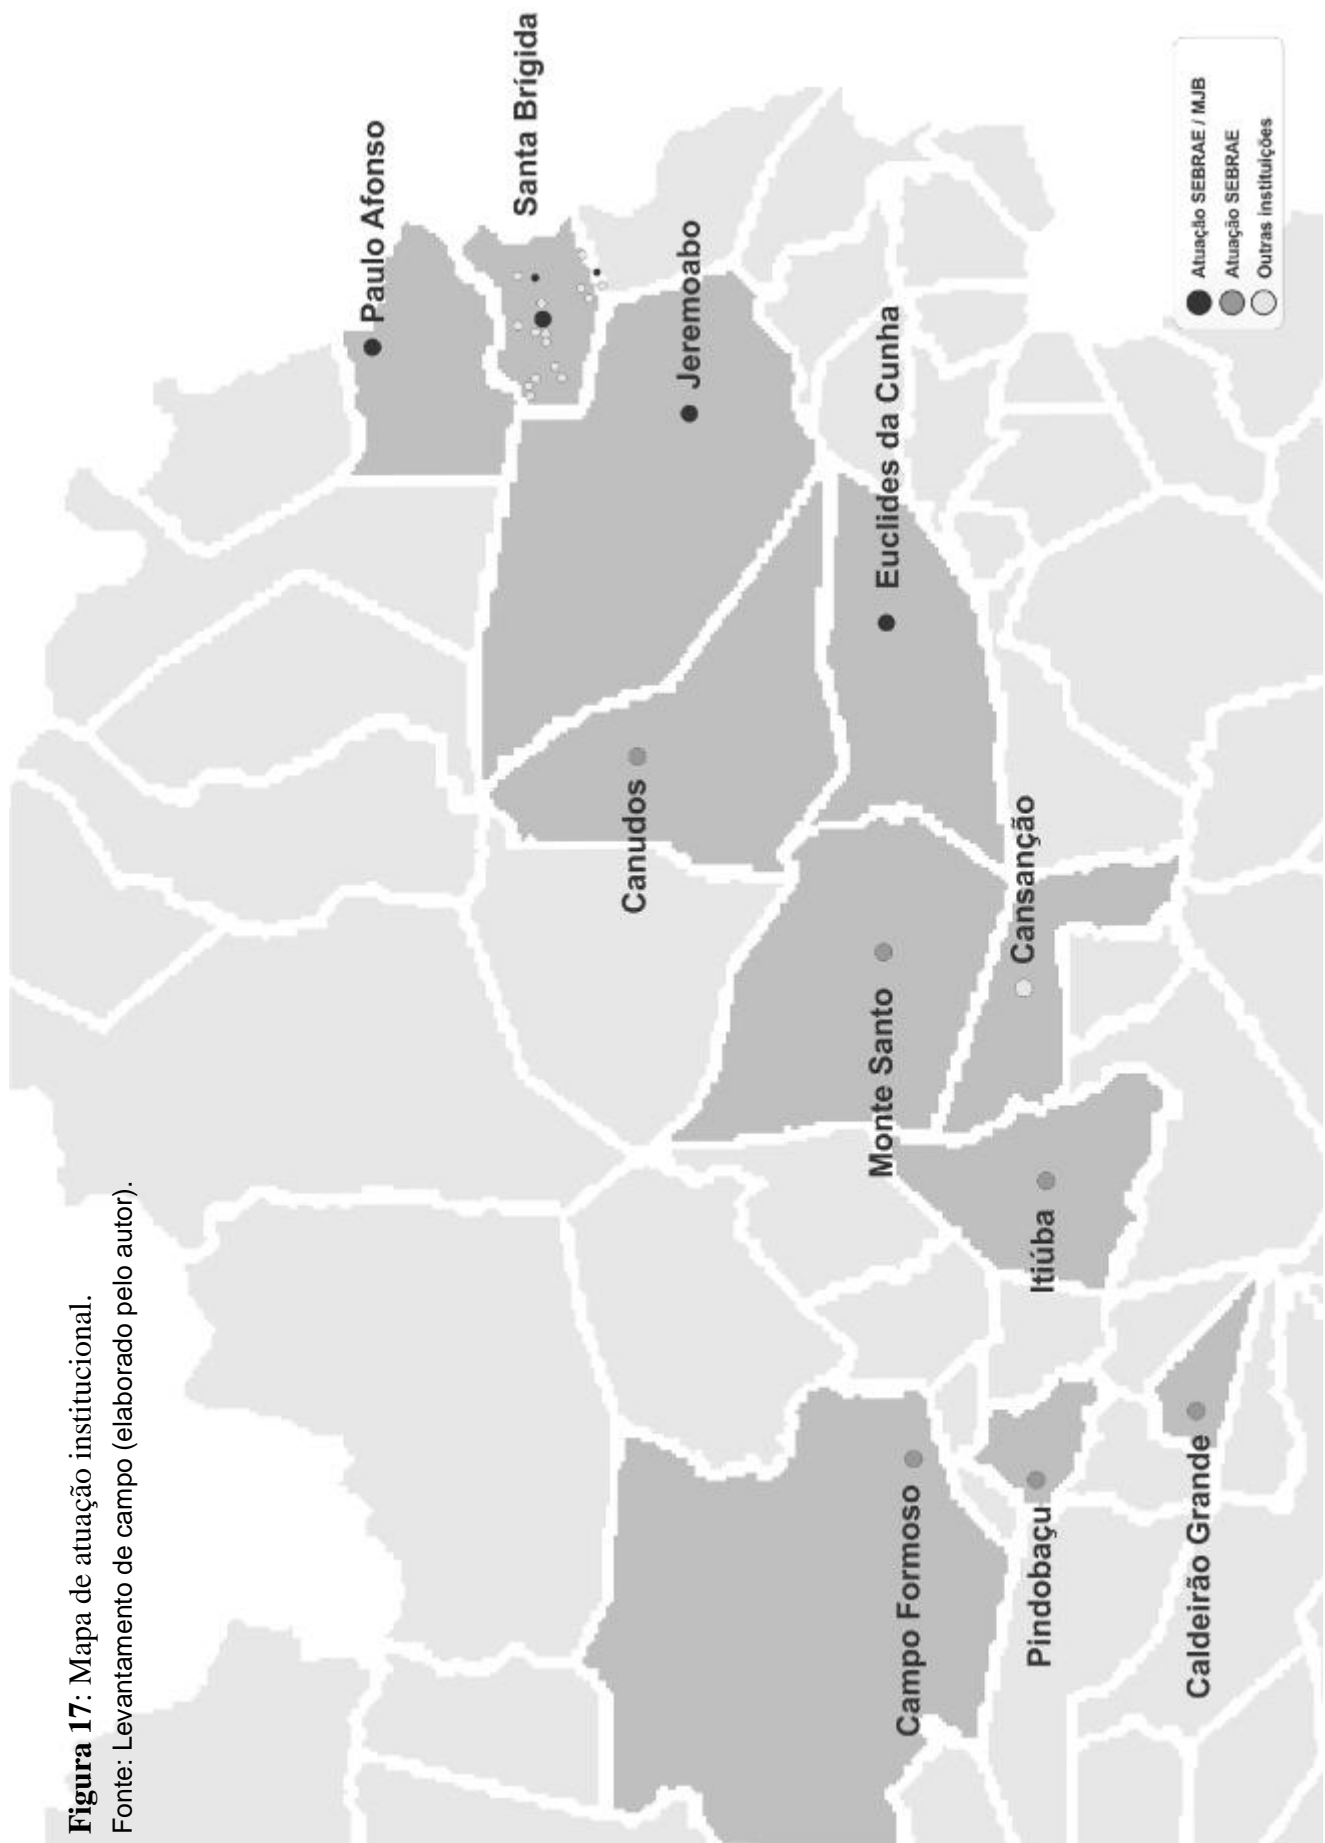 Figura 17: Mapa de atuação institucional.
Fonte: Levantamento de campo (elaborado pelo autor).
Paulo Afonso
Santa Brígida
Jeremoabo
Euclides da Cunha
Canudos
Monte Santo
Cansanção
Itiúba
Campo Formoso
Pindobaçu
Caldeirão Grande
Atuação SEBRAE / MJB
Atuação SEBRAE
Outras instituições